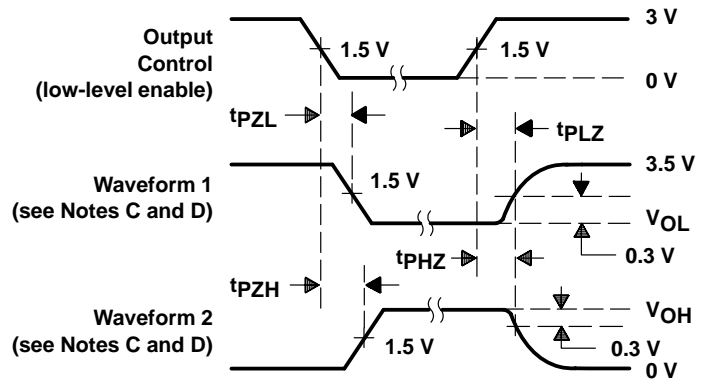 3 V
Output
Control
(low-level enable)
1.5 V
1.5 V
0 V
tPZL
tPLZ
3.5 V
Waveform 1
(see Notes C and D)
1.5 V
VOL
0.3 V
tPHZ
tPZH
VOH
Waveform 2
(see Notes C and D)
1.5 V
0.3 V
0 V